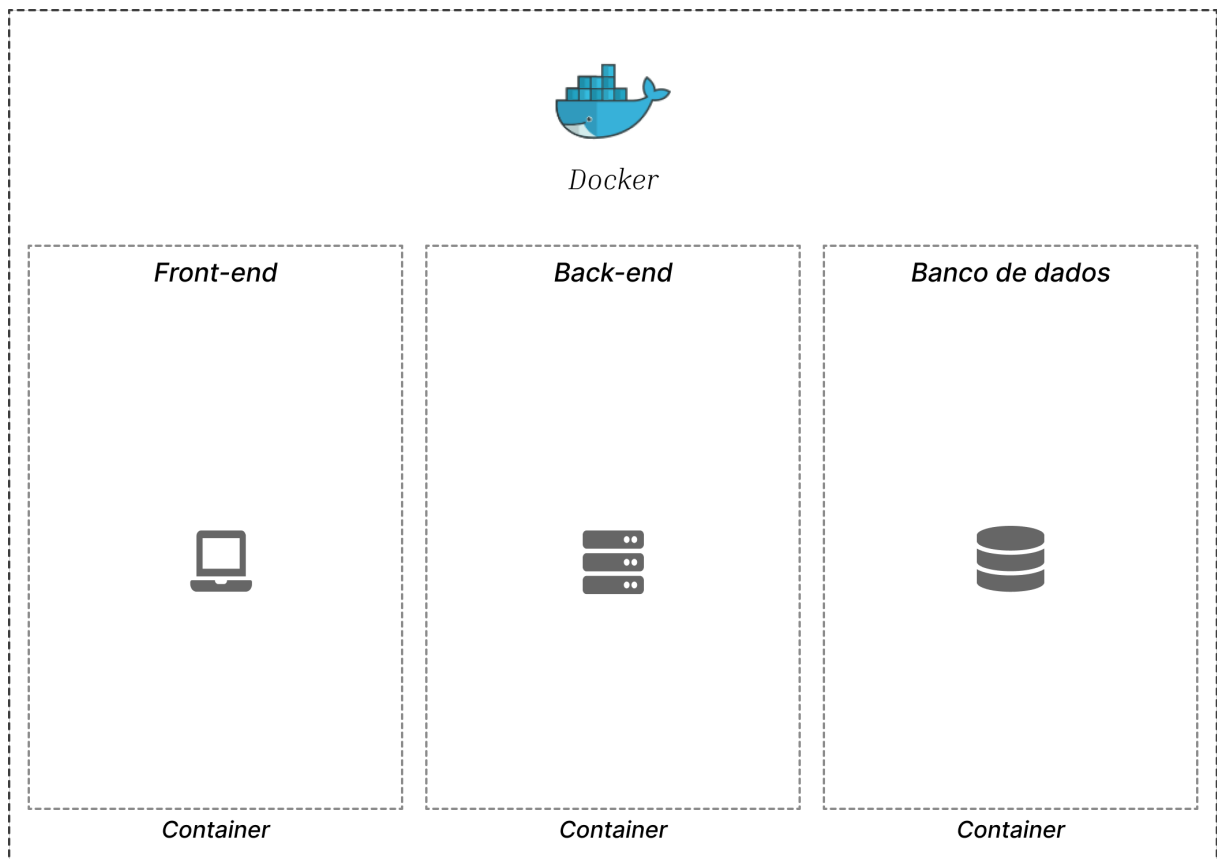 Docker
Front-end
Back-end
Banco de dados
Container
Container
Container